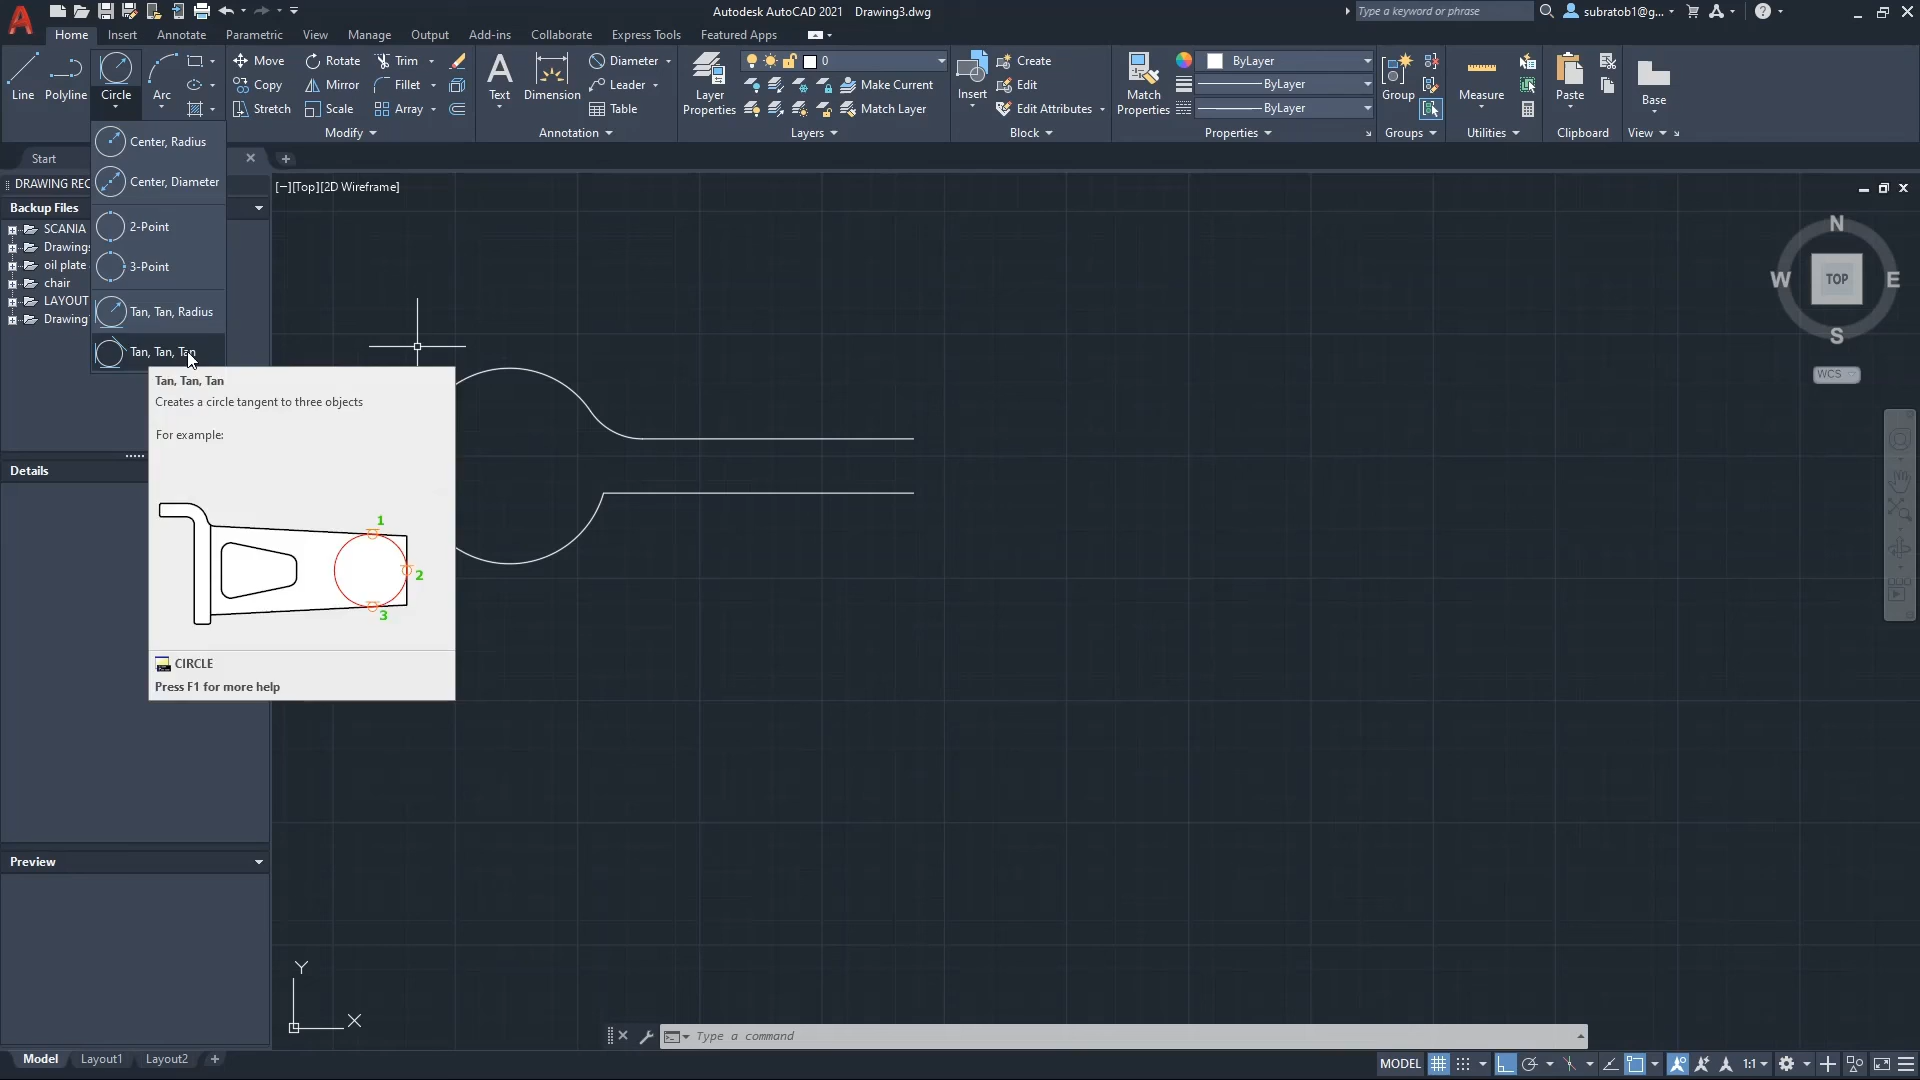 Autodesk AutoCAD 2021 Drawing3.dwg
Type a keyword or phrase
subratob1@g...
Home Insert Annotate Parametric View Manage Output Add-ins Collaborate Express Tools Featured Apps
Line
Polyline
Circle
Arc
Move
Rotate
Trim
Copy
Mirror
Fillet
Stretch
Scale
Array
Modify
Text
Dimension
Diameter
Leader
Table
Annotation
Layer
Properties
0
Make Current
Match Layer
Layers
Insert
Create
Edit
Edit Attributes
Block
Match
Properties
ByLayer
ByLayer
ByLayer
Properties
Group
Groups
Measure
Utilities
Paste
Clipboard
Base
View
Center, Radius
Center, Diameter
2-Point
3-Point
Tan, Tan, Radius
Tan, Tan, Tan
Start
DRAWING REC
Backup Files
SCANIA
Drawings
oil plate
chair
LAYOUT
Drawing
Details
Preview
[−][Top][2D Wireframe]
Tan, Tan, Tan
Creates a circle tangent to three objects
For example:
1
2
3
CIRCLE
Press F1 for more help
N
W
TOP
E
S
WCS
Y
X
Type a command
Model Layout1 Layout2
MODEL
1:1